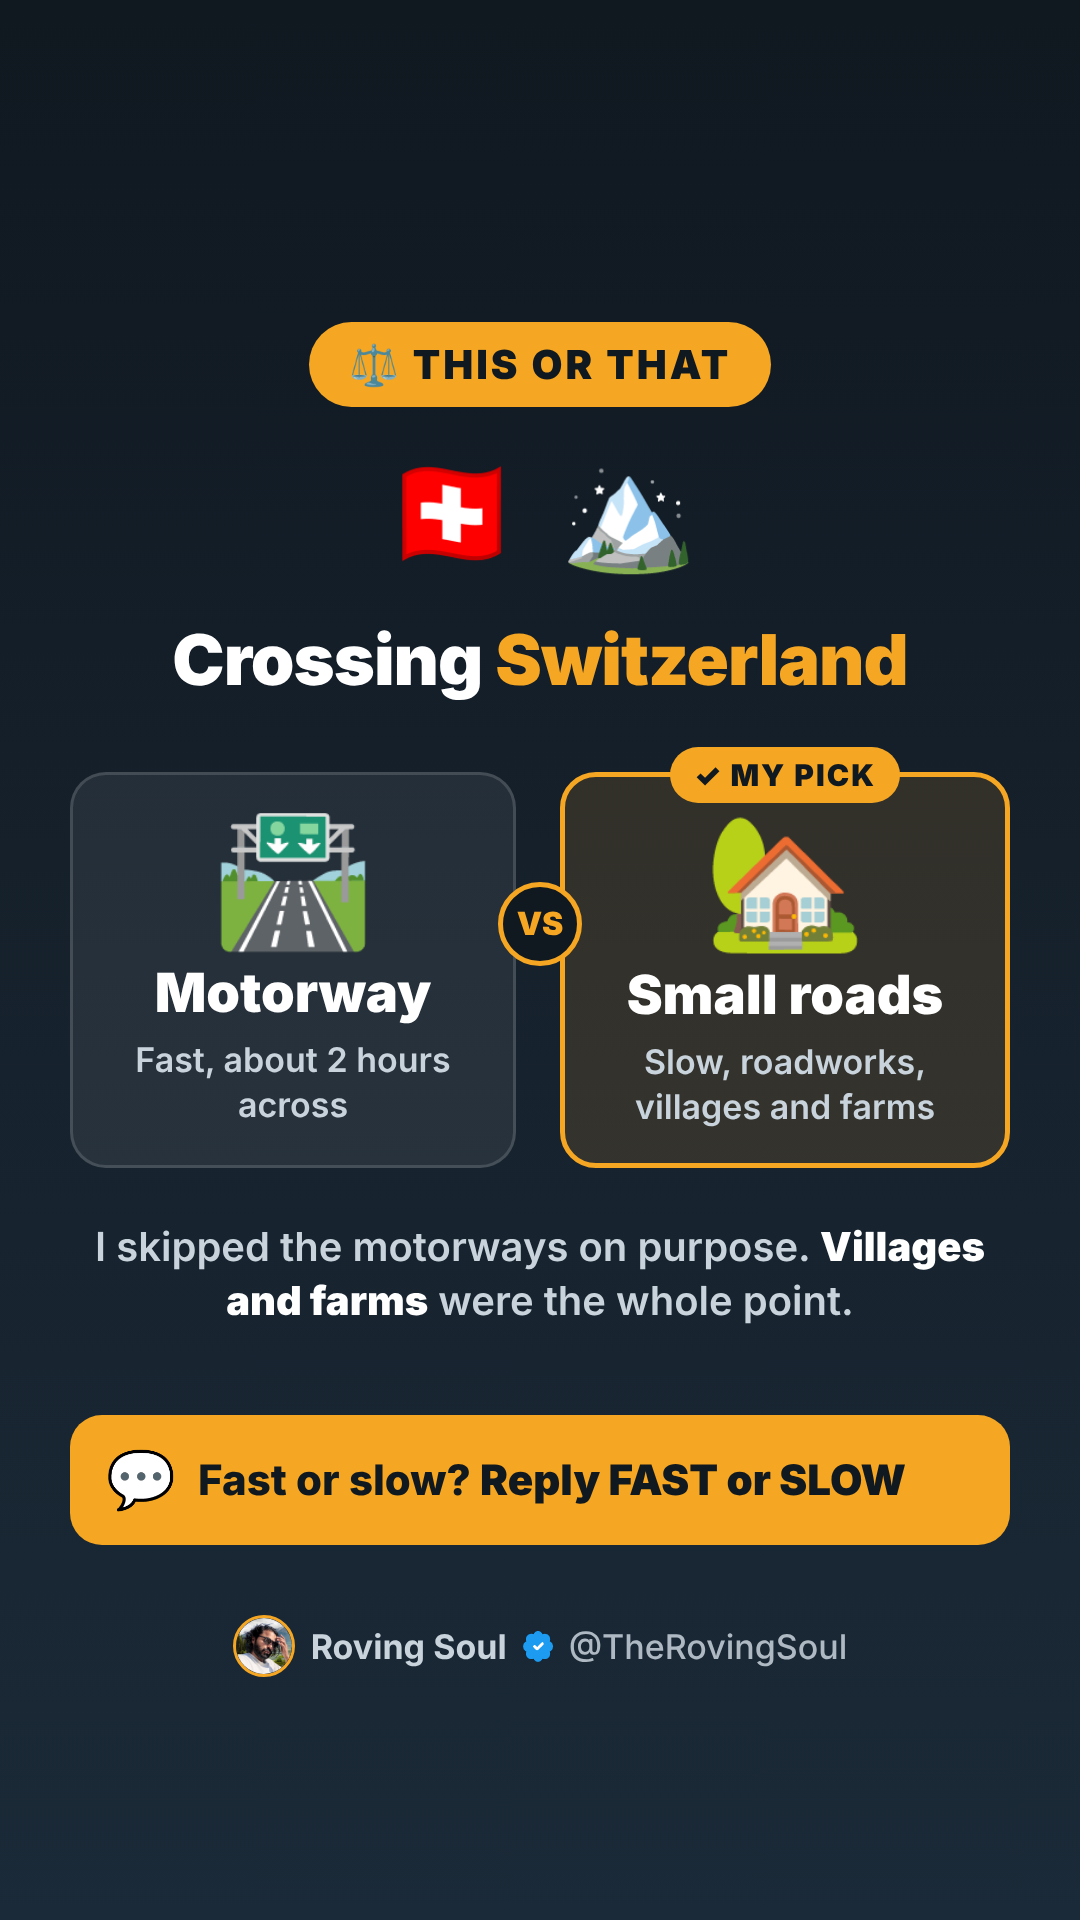 ⚖️ THIS OR THAT
Crossing Switzerland
✓ MY PICK
Motorway
Fast, about 2 hours
across
VS
Small roads
Slow, roadworks,
villages and farms
I skipped the motorways on purpose. Villages
and farms were the whole point.
💬 Fast or slow? Reply FAST or SLOW
Roving Soul @TheRovingSoul